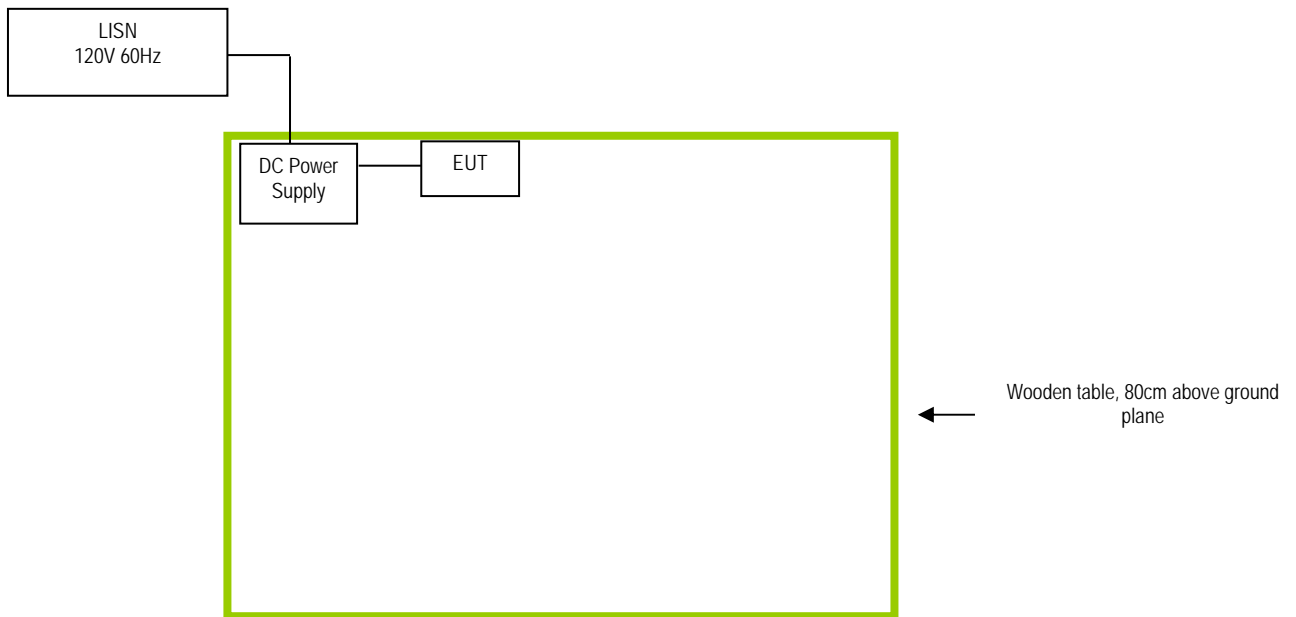 LISN
120V 60Hz
DC Power
Supply
EUT
Wooden table, 80cm above ground
plane